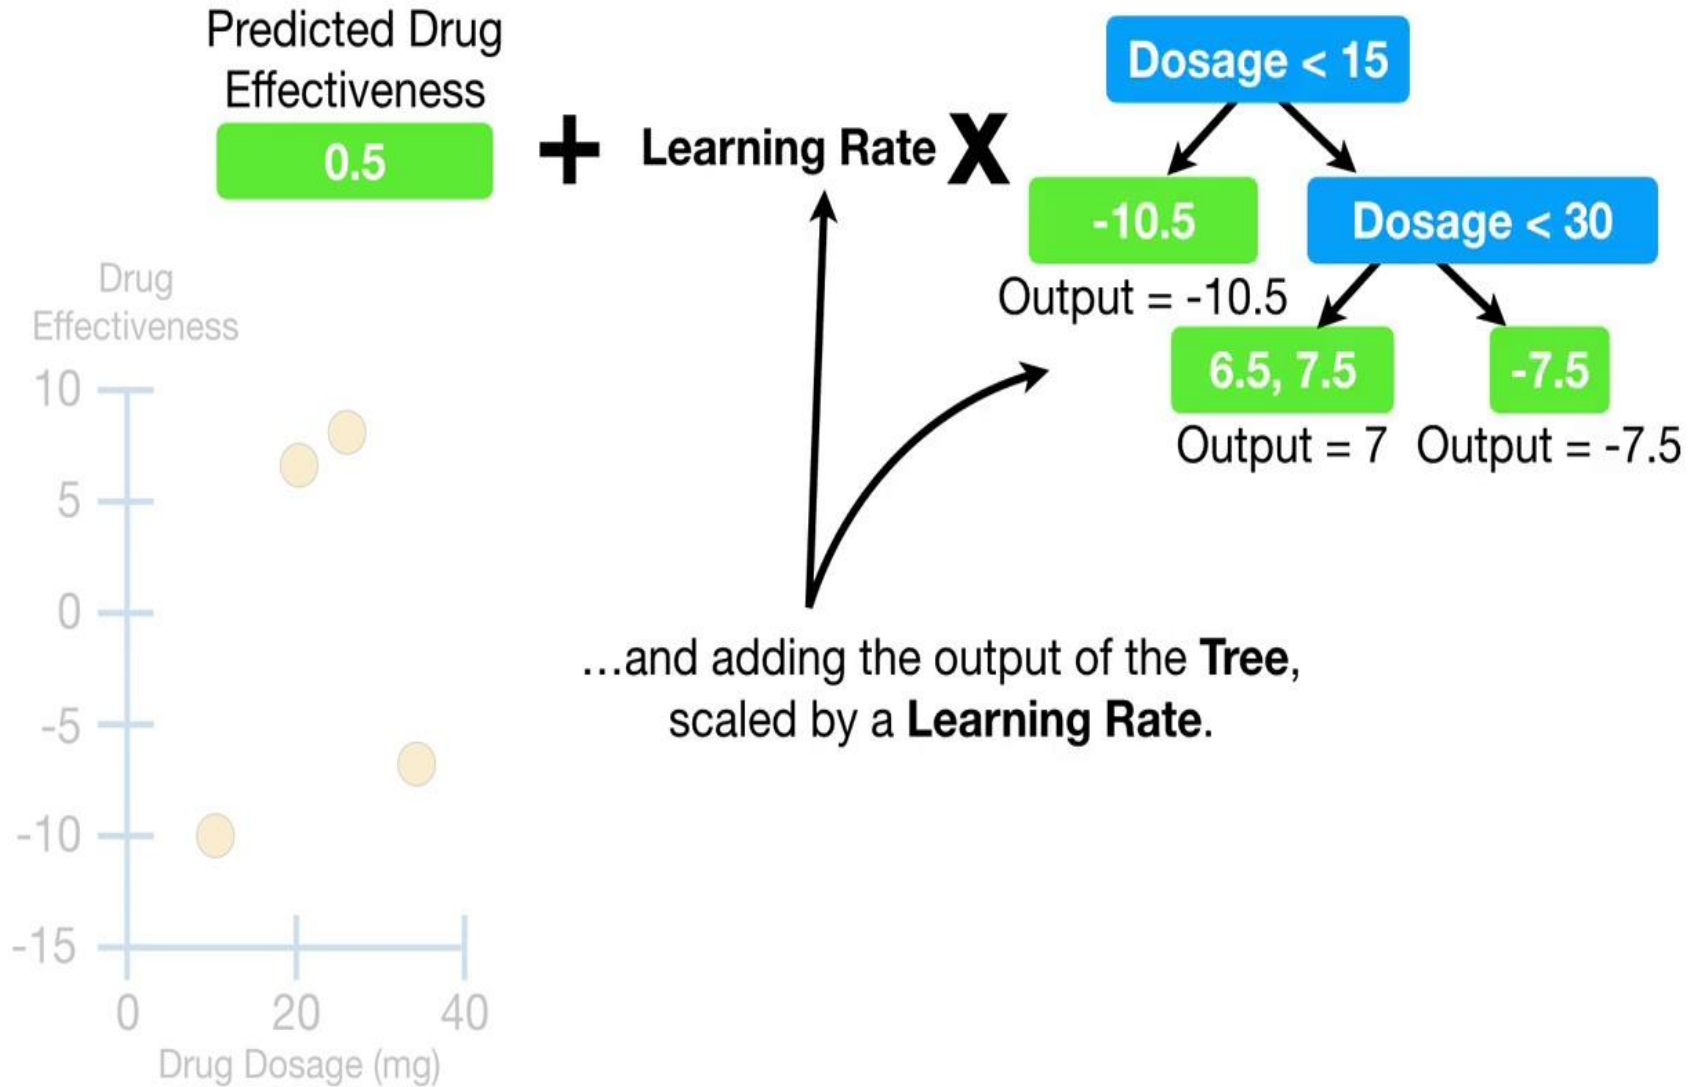 Predicted Drug
Effectiveness
0.5
+
Learning Rate
X
Dosage < 15
-10.5
Output = -10.5
Dosage < 30
6.5, 7.5
Output = 7
-7.5
Output = -7.5
...and adding the output of the Tree,
scaled by a Learning Rate.
Drug
Effectiveness
10
5
0
-5
-10
-15
0 20 40
Drug Dosage (mg)